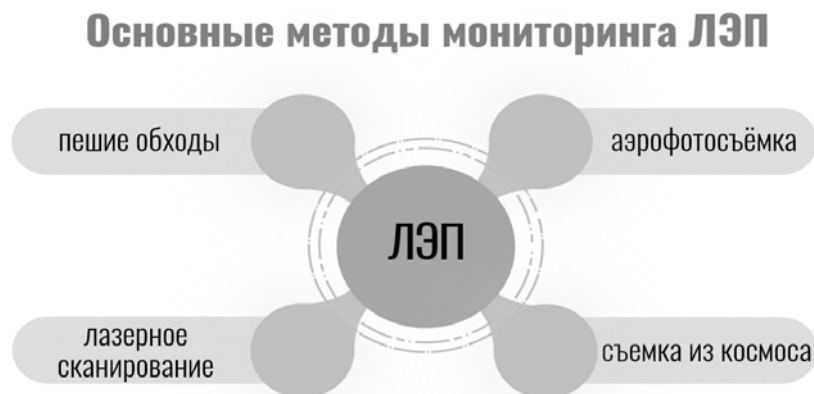 Основные методы мониторинга ЛЭП
пешие обходы
аэрофотосъёмка
ЛЭП
лазерное
сканирование
съемка из космоса